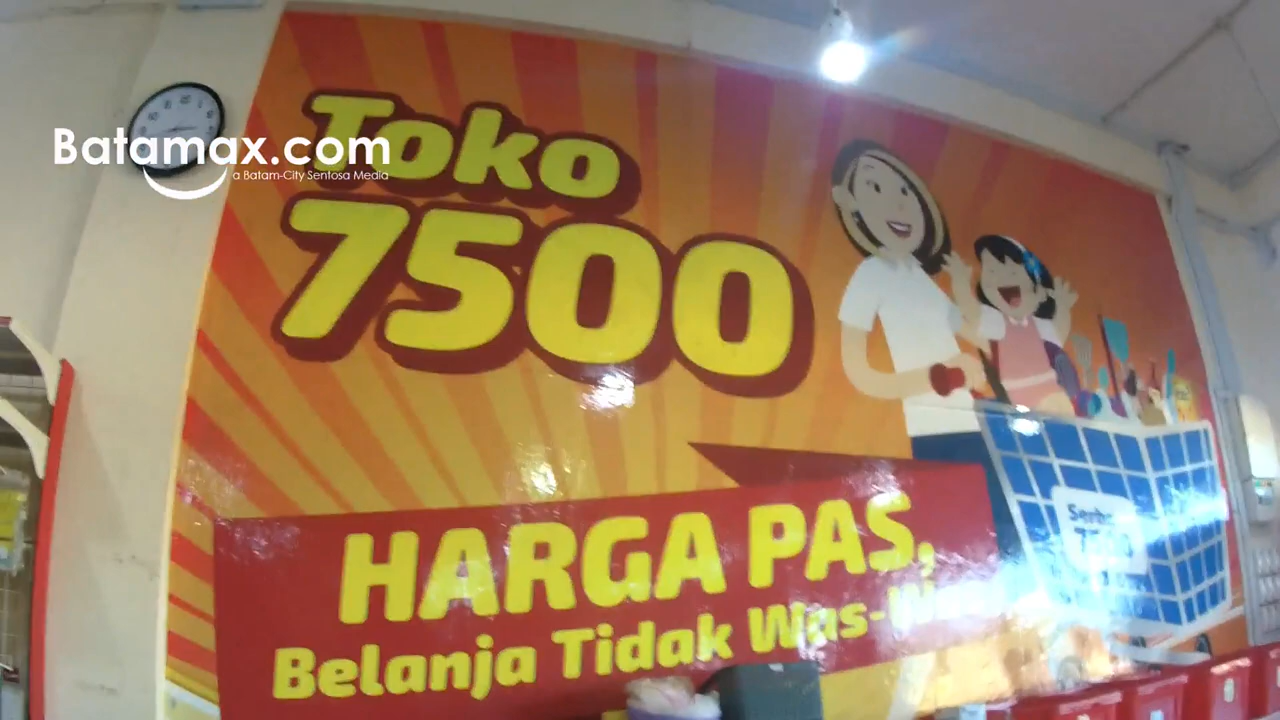 Batamax.com
a Batam-City Sentosa Media
Toko
7500
HARGA PAS,
Belanja Tidak Was-